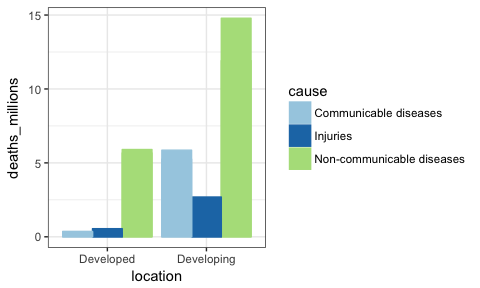 deaths_millions
15
10
5
0
Developed Developing
location
cause
Communicable diseases
Injuries
Non-communicable diseases